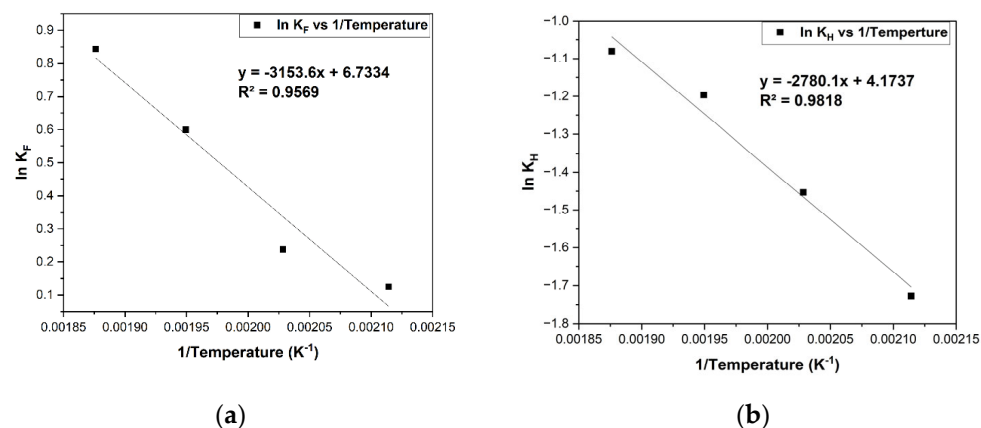 ln K_F vs 1/Temperature
y = -3153.6x + 6.7334
R² = 0.9569
ln K_F
0.9
0.8
0.7
0.6
0.5
0.4
0.3
0.2
0.1
0.00185 0.00190 0.00195 0.00200 0.00205 0.00210 0.00215
1/Temperature (K⁻¹)
(a)
ln K_H vs 1/Temperture
y = -2780.1x + 4.1737
R² = 0.9818
ln K_H
−1.0
−1.1
−1.2
−1.3
−1.4
−1.5
−1.6
−1.7
−1.8
0.00185 0.00190 0.00195 0.00200 0.00205 0.00210 0.00215
1/Temperature (K⁻¹)
(b)